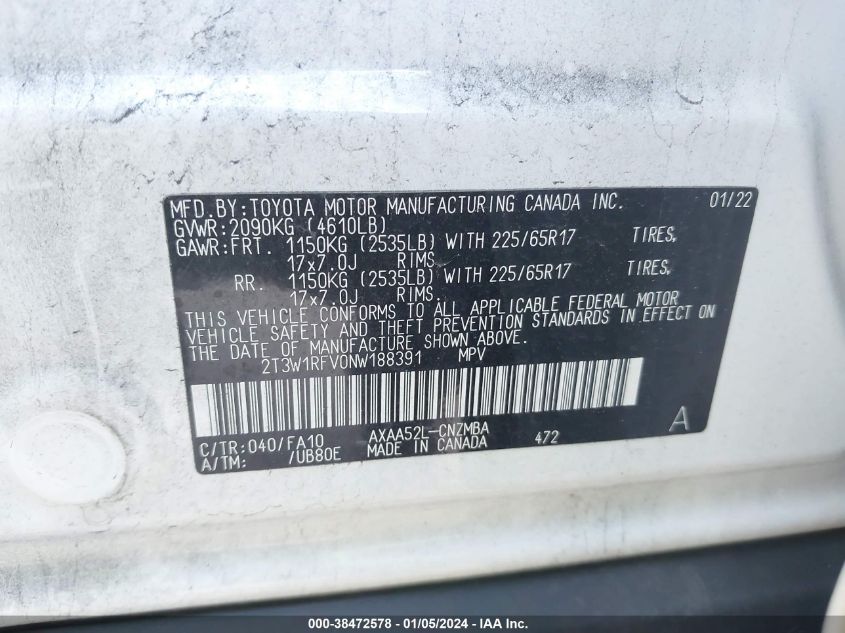 MFD.BY:TOYOTA MOTOR MANUFACTURING CANADA INC. 01/22
GVWR:2090KG (4610LB)
GAWR:FRT. 1150KG (2535LB) WITH 225/65R17 TIRES,
17x7.0J RIMS.
RR. 1150KG (2535LB) WITH 225/65R17 TIRES,
17x7.0J RIMS.
THIS VEHICLE CONFORMS TO ALL APPLICABLE FEDERAL MOTOR
VEHICLE SAFETY AND THEFT PREVENTION STANDARDS IN EFFECT ON
THE DATE OF MANUFACTURE SHOWN ABOVE.
2T3W1RFV0NW188391 MPV
C/TR:040/FA10 AXAA52L-CNZMBA A
A/TM: /UB80E MADE IN CANADA 472
000-38472578 - 01/05/2024 - IAA Inc.